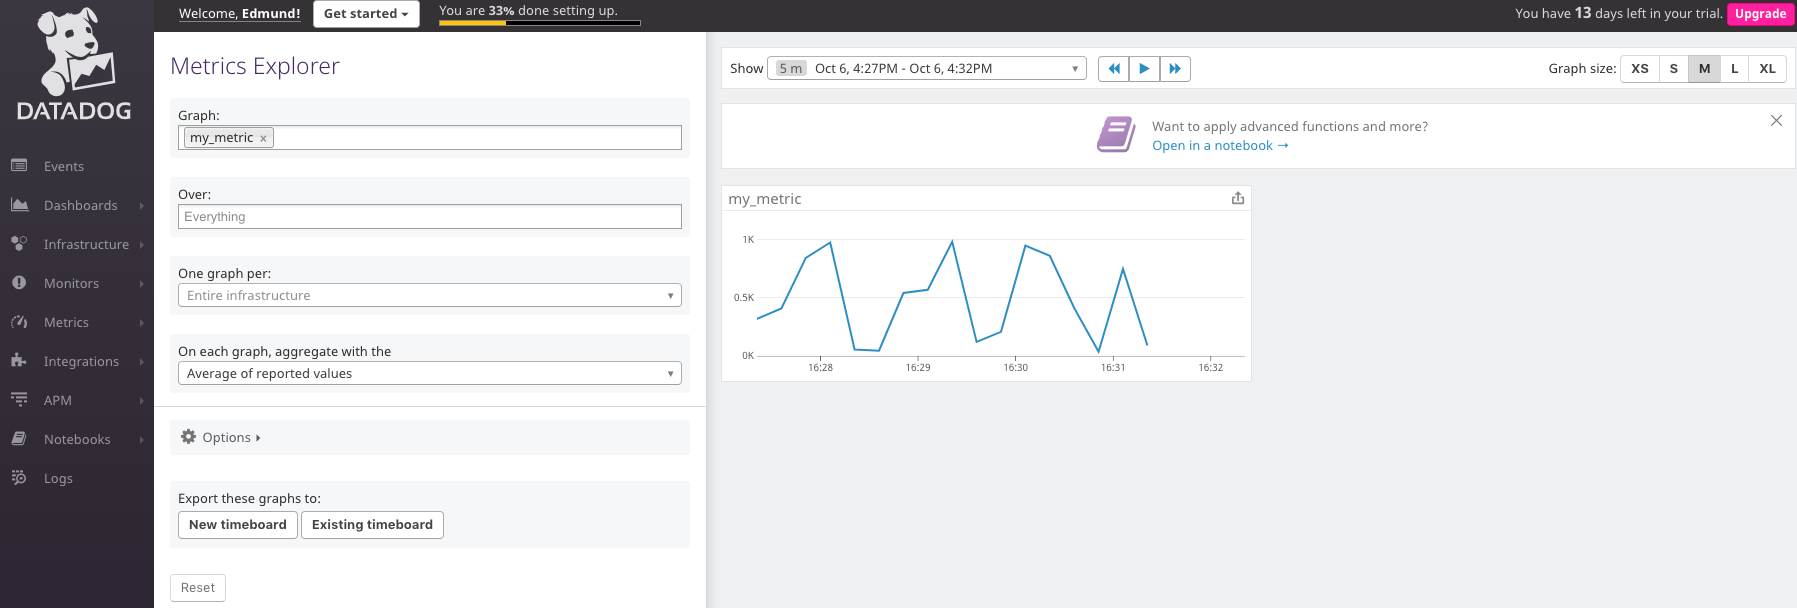 DATADOG
Events
Dashboards
Infrastructure
Monitors
Metrics
Integrations
APM
Notebooks
Logs
Welcome, Edmund!
Get started
You are 33% done setting up.
You have 13 days left in your trial.
Upgrade
Metrics Explorer
Graph:
my_metric ×
Over:
Everything
One graph per:
Entire infrastructure
On each graph, aggregate with the
Average of reported values
Options
Export these graphs to:
New timeboard
Existing timeboard
Reset
Show 5 m Oct 6, 4:27PM - Oct 6, 4:32PM
Graph size: XS S M L XL
Want to apply advanced functions and more?
Open in a notebook →
my_metric
1K
0.5K
0K
16:28 16:29 16:30 16:31 16:32